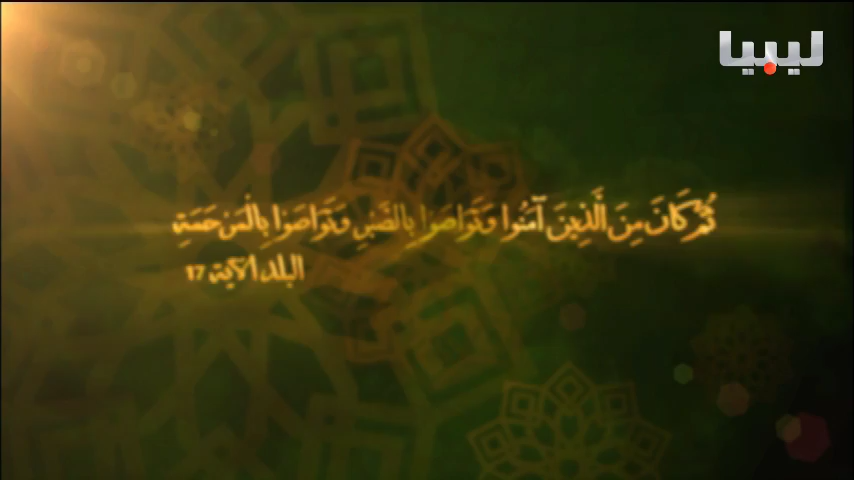 ليبيا
ثُمَّ كَانَ مِنَ الَّذِينَ آمَنُوا وَتَوَاصَوْا بِالصَّبْرِ وَتَوَاصَوْا بِالْمَرْحَمَةِ
البلد الآية 17